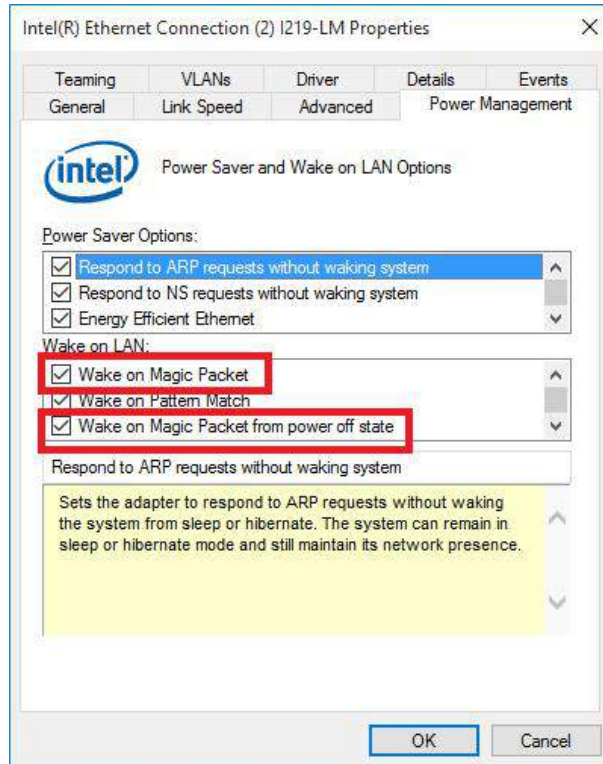 Intel(R) Ethernet Connection (2) I219-LM Properties
Teaming VLANs Driver Details Events
General Link Speed Advanced Power Management
intel
Power Saver and Wake on LAN Options
Power Saver Options:
Respond to ARP requests without waking system
Respond to NS requests without waking system
Energy Efficient Ethernet
Wake on LAN:
Wake on Magic Packet
Wake on Pattern Match
Wake on Magic Packet from power off state
Respond to ARP requests without waking system
Sets the adapter to respond to ARP requests without waking
the system from sleep or hibernate. The system can remain in
sleep or hibernate mode and still maintain its network presence.
OK Cancel